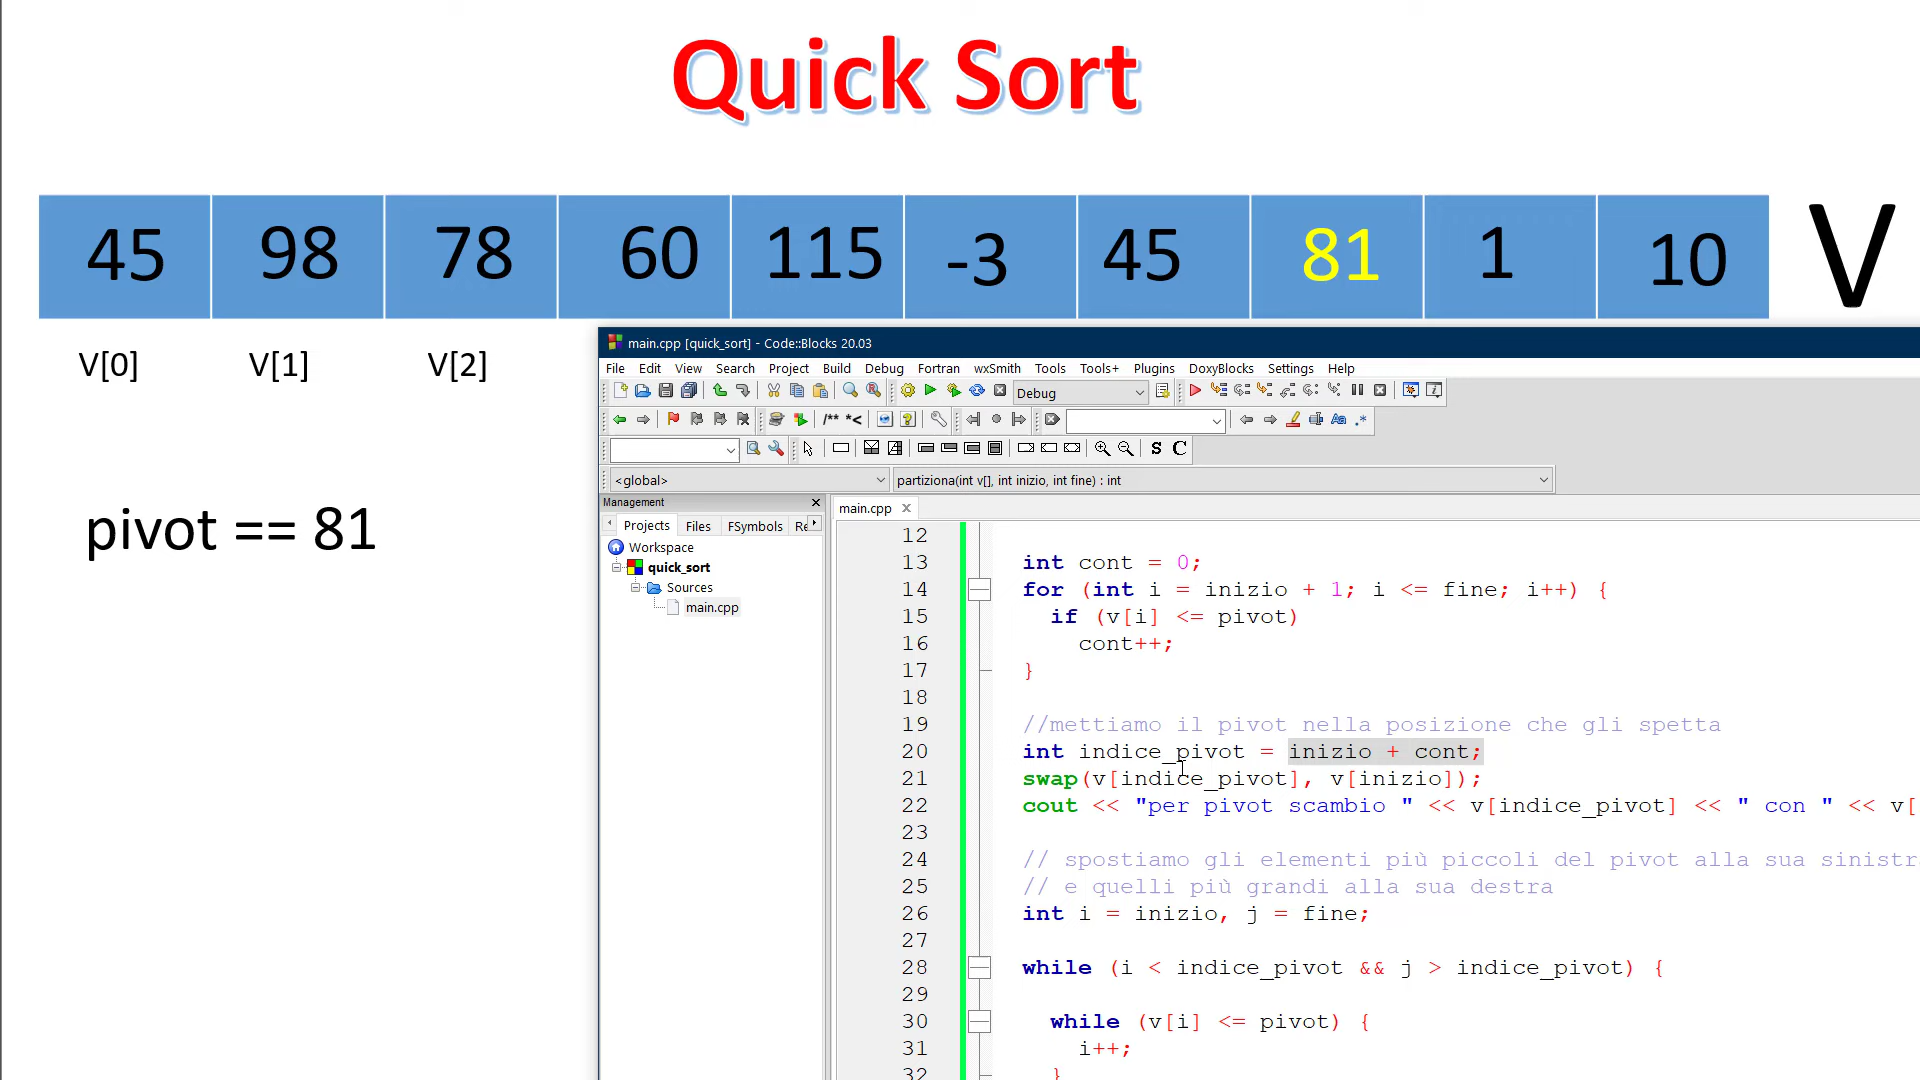 Quick Sort
45 98 78 60 115 -3 45 81 1 10 V
V[0] V[1] V[2]
pivot == 81
main.cpp [quick_sort] - Code::Blocks 20.03
File Edit View Search Project Build Debug Fortran wxSmith Tools Tools+ Plugins DoxyBlocks Settings Help
Debug
/** *<
S C
<global> partiziona(int v[], int inizio, int fine) : int
Management
main.cpp
Projects Files FSymbols Re
Workspace
quick_sort
Sources
main.cpp
12
13 int cont = 0;
14 for (int i = inizio + 1; i <= fine; i++) {
15 if (v[i] <= pivot)
16 cont++;
17 }
18
19 //mettiamo il pivot nella posizione che gli spetta
20 int indice_pivot = inizio + cont;
21 swap(v[indice_pivot], v[inizio]);
22 cout << "per pivot scambio " << v[indice_pivot] << " con " << v[
23
24 // spostiamo gli elementi più piccoli del pivot alla sua sinistr
25 // e quelli più grandi alla sua destra
26 int i = inizio, j = fine;
27
28 while (i < indice_pivot && j > indice_pivot) {
29
30 while (v[i] <= pivot) {
31 i++;
32 }